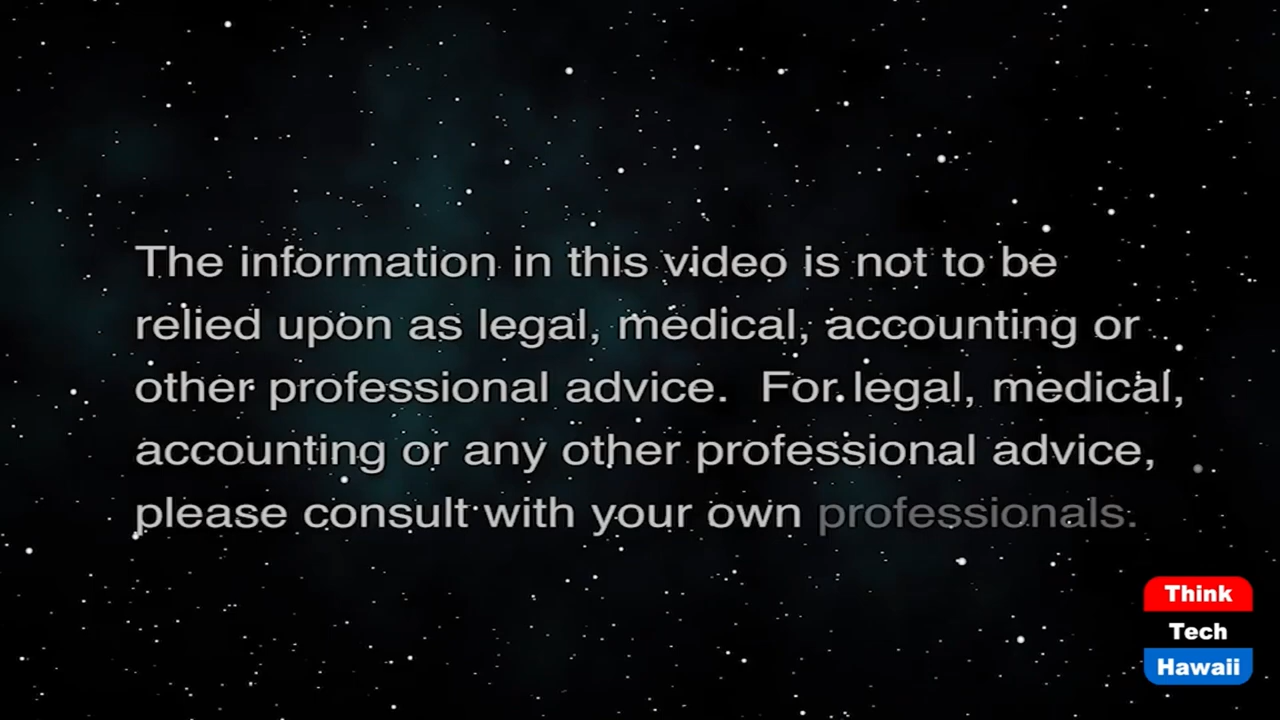 The information in this video is not to be
relied upon as legal, medical, accounting or
other professional advice.  For legal, medical,
accounting or any other professional advice,
please consult with your own professionals.
Think
Tech
Hawaii